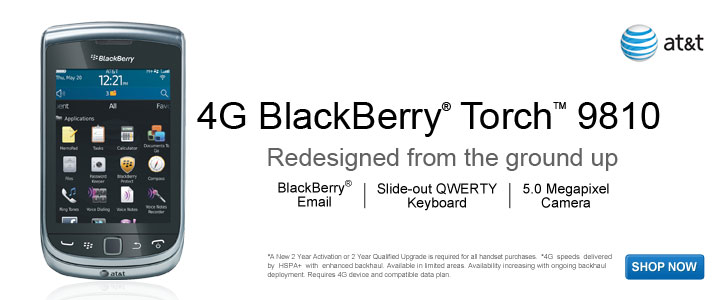 at&t
BlackBerry
AT&T
Thu, May 26
12:21 PM
3
All
Favo
Applications
MemoPad
Tasks
Calculator
Documents To Go
Files
Password Keeper
BlackBerry Protect
Compass
Ring Tones
Voice Dialing
Voice Notes
Voice Notes Recorder
at&t
4G BlackBerry® Torch™ 9810
Redesigned from the ground up
BlackBerry® Email
Slide-out QWERTY Keyboard
5.0 Megapixel Camera
*A New 2 Year Activation or 2 Year Qualified Upgrade is required for all handset purchases. *4G speeds delivered
by HSPA+ with enhanced backhaul. Available in limited areas. Availability increasing with ongoing backhaul
deployment. Requires 4G device and compatible data plan.
SHOP NOW